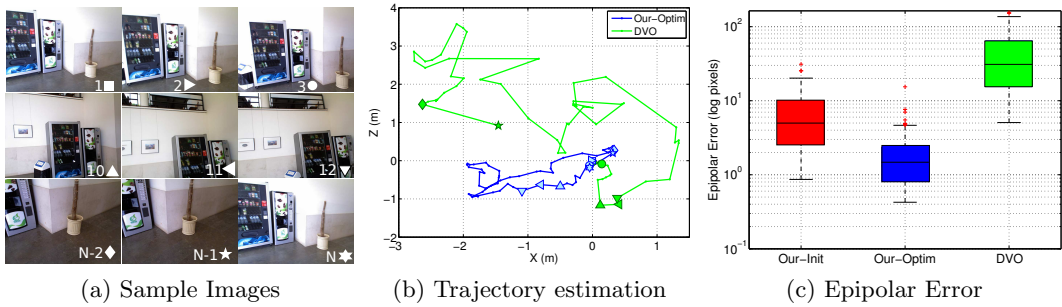 1■
2▶
3●
10▲
11◀
12▼
N-2♦
N-1★
N✶
(a) Sample Images
Our-Optim
DVO
4
3
2
1
0
−1
−2
−3 −2 −1 0 1
Z (m)
X (m)
(b) Trajectory estimation
10^2
10^1
10^0
10^−1
Epipolar Error (log pixels)
Our−Init Our−Optim DVO
(c) Epipolar Error